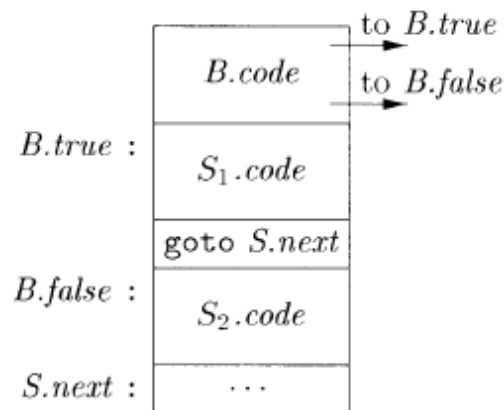 to B.true
B.code
to B.false
B.true :
S₁.code
goto S.next
B.false :
S₂.code
S.next :
...